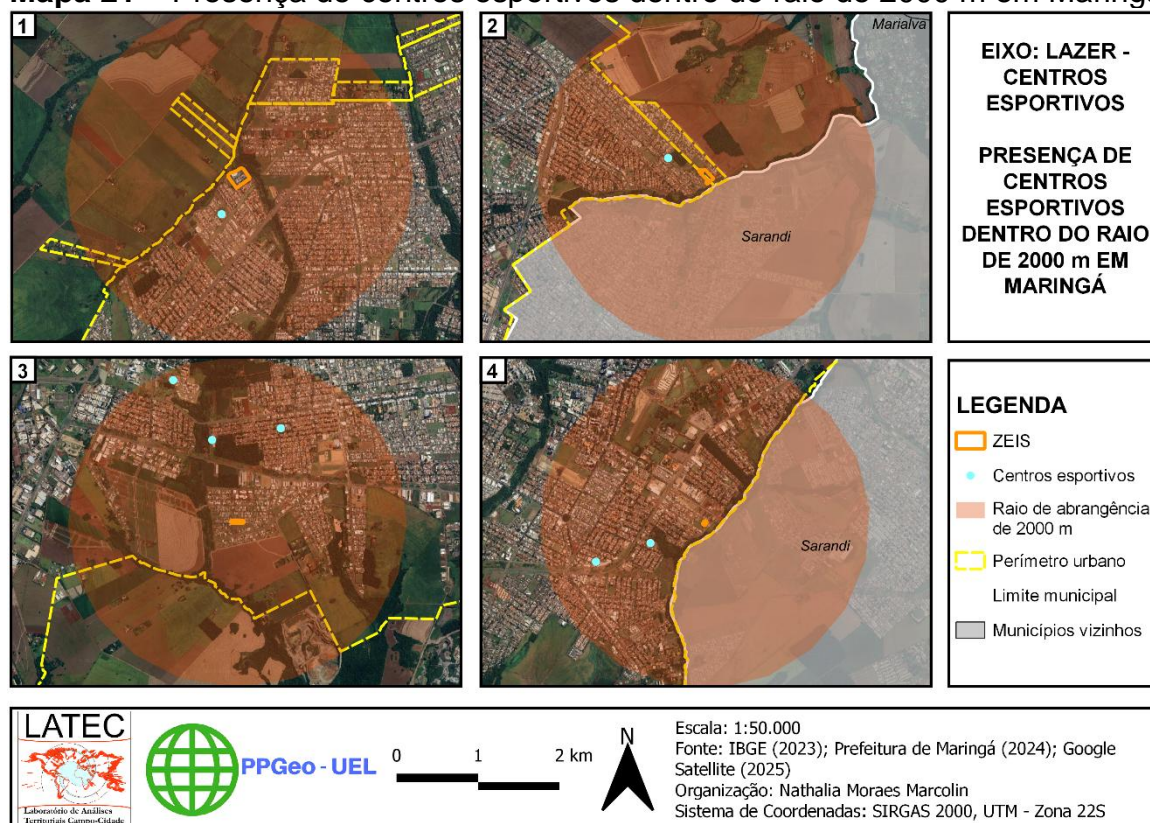 Presença de centros esportivos dentro do raio de 2000 m em Maringá
1
2
Marialva
Sarandi
3
4
Sarandi
EIXO: LAZER -
CENTROS
ESPORTIVOS
PRESENÇA DE
CENTROS
ESPORTIVOS
DENTRO DO RAIO
DE 2000 m EM
MARINGÁ
LEGENDA
ZEIS
Centros esportivos
Raio de abrangência
de 2000 m
Perímetro urbano
Limite municipal
Municípios vizinhos
LATEC
Laboratório de Análises
Territoriais Campo-Cidade
PPGeo - UEL
0 1 2 km
N
Escala: 1:50.000
Fonte: IBGE (2023); Prefeitura de Maringá (2024); Google
Satellite (2025)
Organização: Nathalia Moraes Marcolin
Sistema de Coordenadas: SIRGAS 2000, UTM - Zona 22S